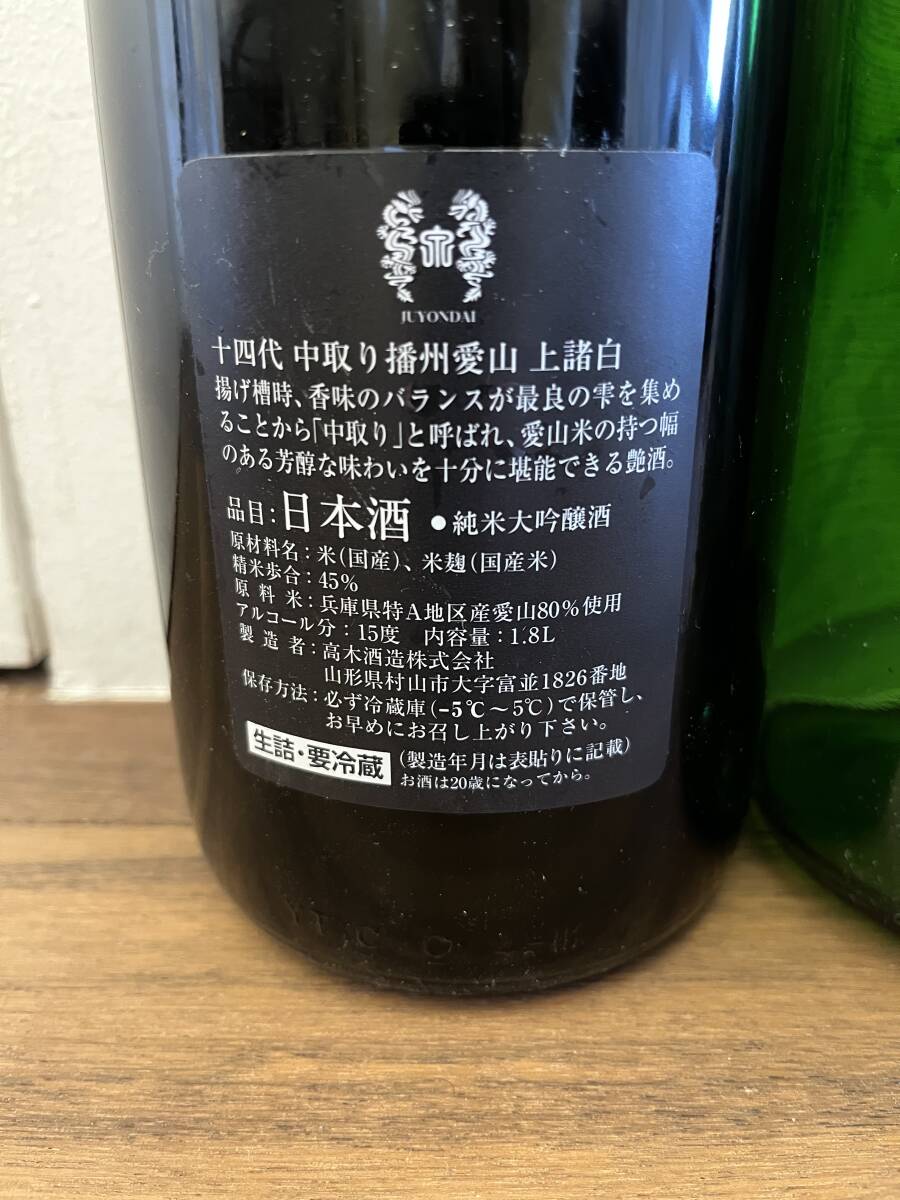 JUYONDAI
十四代 中取り播州愛山 上諸白
揚げ槽時、香味のバランスが最良の雫を集め
ることから「中取り」と呼ばれ、愛山米の持つ幅
のある芳醇な味わいを十分に堪能できる艶酒。
品目：日本酒 ●純米大吟醸酒
原材料名：米（国産）、米麹（国産米）
精米歩合：45%
原料米：兵庫県特A地区産愛山80%使用
アルコール分：15度 内容量：1.8L
製造者：高木酒造株式会社
山形県村山市大字富並1826番地
保存方法：必ず冷蔵庫（-5℃〜5℃）で保管し、
お早めにお召し上がり下さい。
生詰・要冷蔵 （製造年月は表貼りに記載）
お酒は20歳になってから。